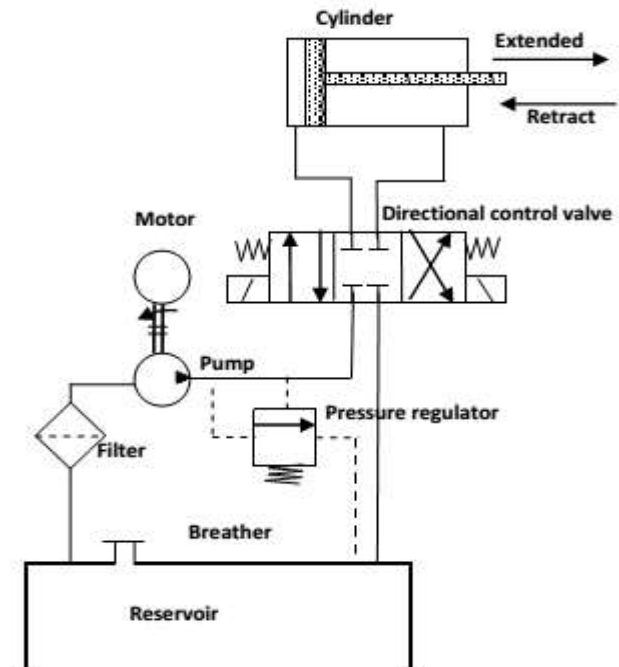 Cylinder
Extended
Retract
Directional control valve
Motor
Pump
Pressure regulator
Filter
Breather
Reservoir